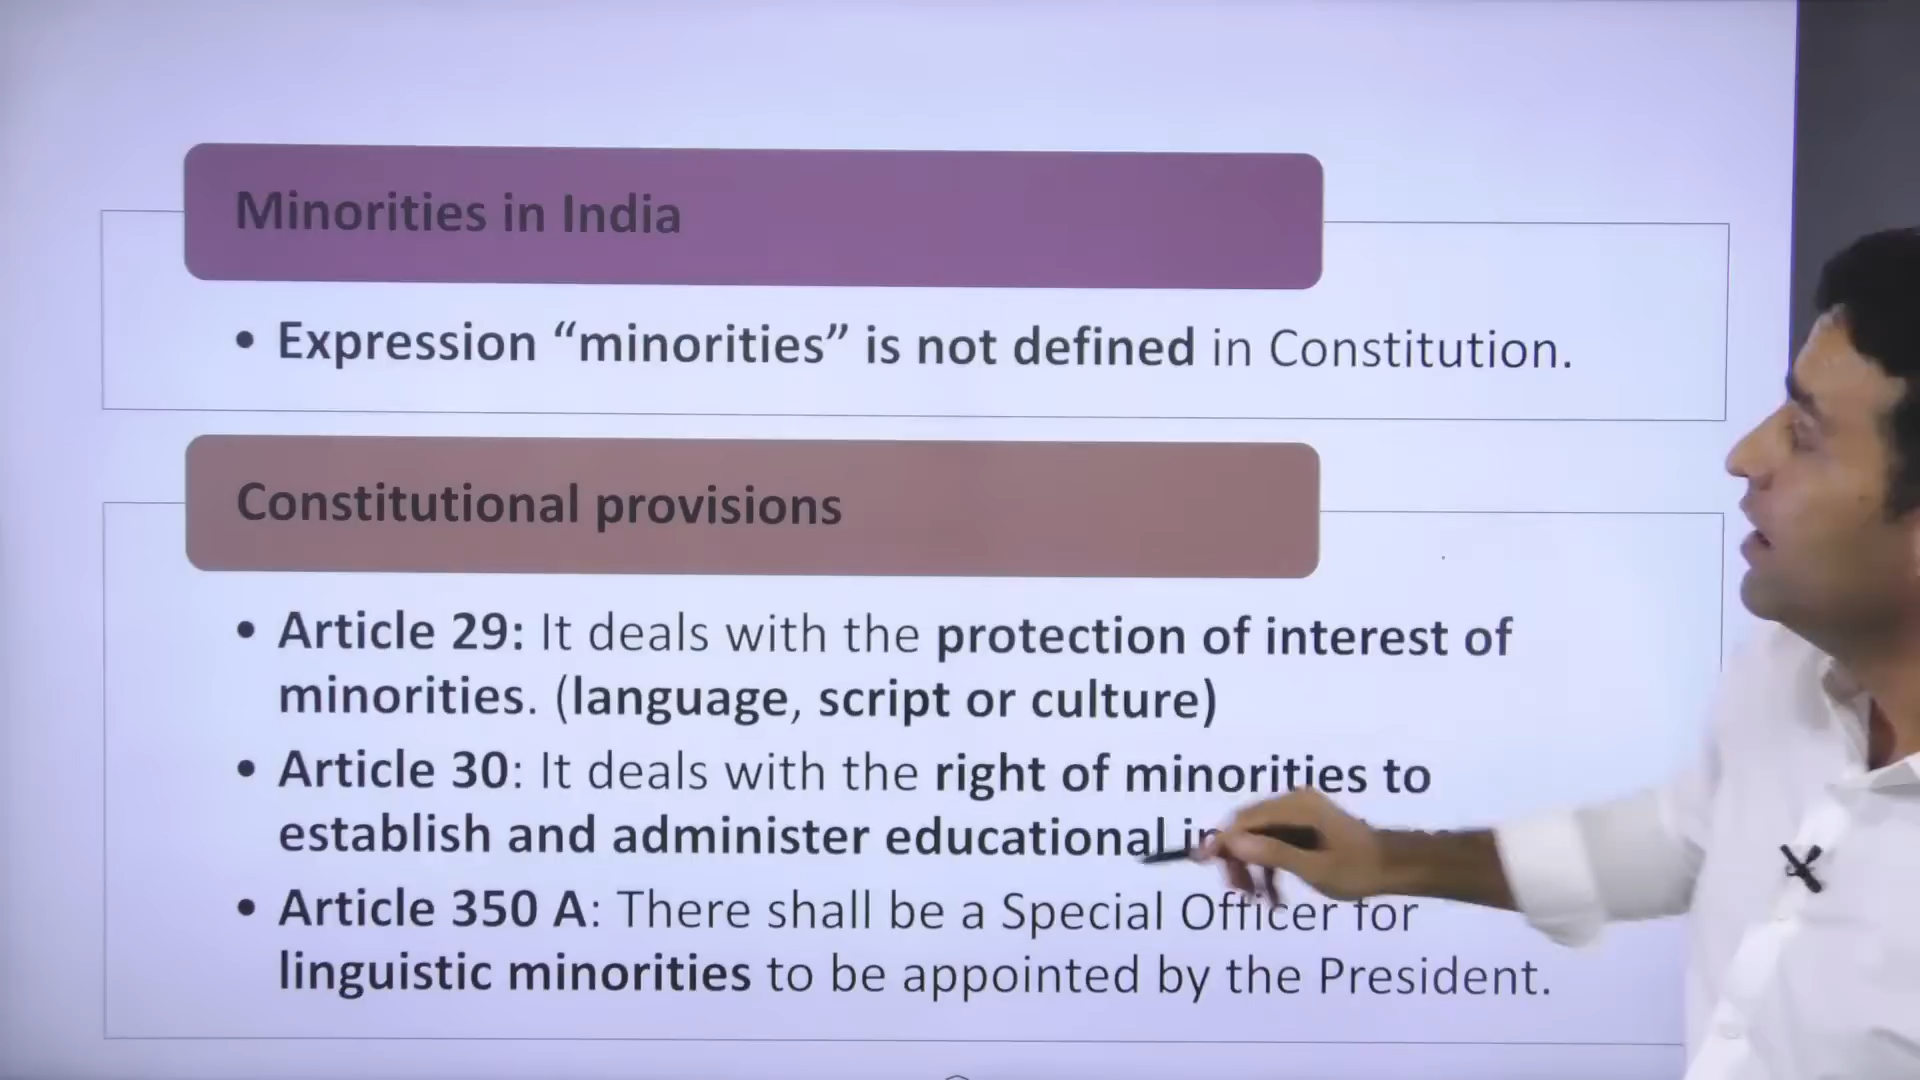 Minorities in India
• Expression “minorities” is not defined in Constitution.
Constitutional provisions
• Article 29: It deals with the protection of interest of
minorities. (language, script or culture)
• Article 30: It deals with the right of minorities to
establish and administer educational
• Article 350 A: There shall be a Special Officer for
linguistic minorities to be appointed by the President.